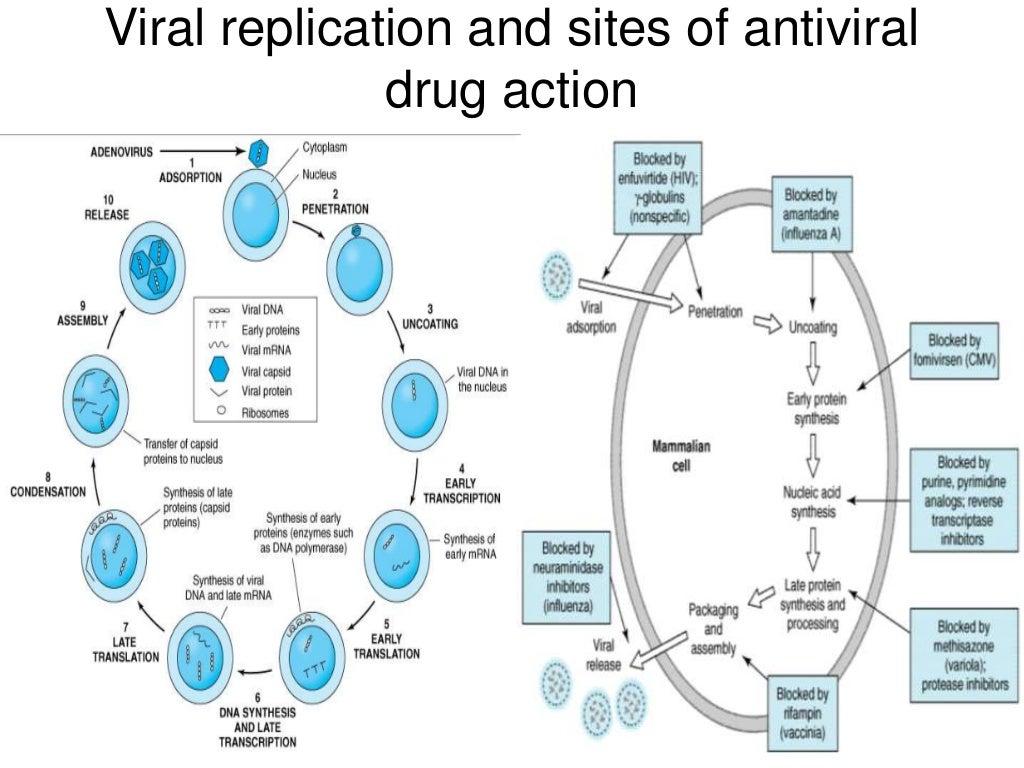 Viral replication and sites of antiviral
drug action
ADENOVIRUS
1
ADSORPTION
Cytoplasm
Nucleus
2
PENETRATION
3
UNCOATING
Viral DNA in
the nucleus
4
EARLY
TRANSCRIPTION
Synthesis of
early mRNA
5
EARLY
TRANSLATION
Synthesis of early
proteins (enzymes such
as DNA polymerase)
6
DNA SYNTHESIS
AND LATE
TRANSCRIPTION
Synthesis of viral
DNA and late mRNA
7
LATE
TRANSLATION
Synthesis of late
proteins (capsid
proteins)
8
CONDENSATION
Transfer of capsid
proteins to nucleus
9
ASSEMBLY
10
RELEASE
Viral DNA
Early proteins
Viral mRNA
Viral capsid
Viral protein
Ribosomes
Blocked by
enfuvirtide (HIV);
γ-globulins
(nonspecific)
Blocked by
amantadine
(influenza A)
Viral
adsorption
Penetration
Uncoating
Blocked by
fomivirsen (CMV)
Early protein
synthesis
Mammalian
cell
Nucleic acid
synthesis
Blocked by
purine, pyrimidine
analogs; reverse
transcriptase
inhibitors
Blocked by
neuraminidase
inhibitors
(influenza)
Late protein
synthesis and
processing
Packaging
and
assembly
Viral
release
Blocked by
methisazone
(variola);
protease inhibitors
Blocked by
rifampin
(vaccinia)